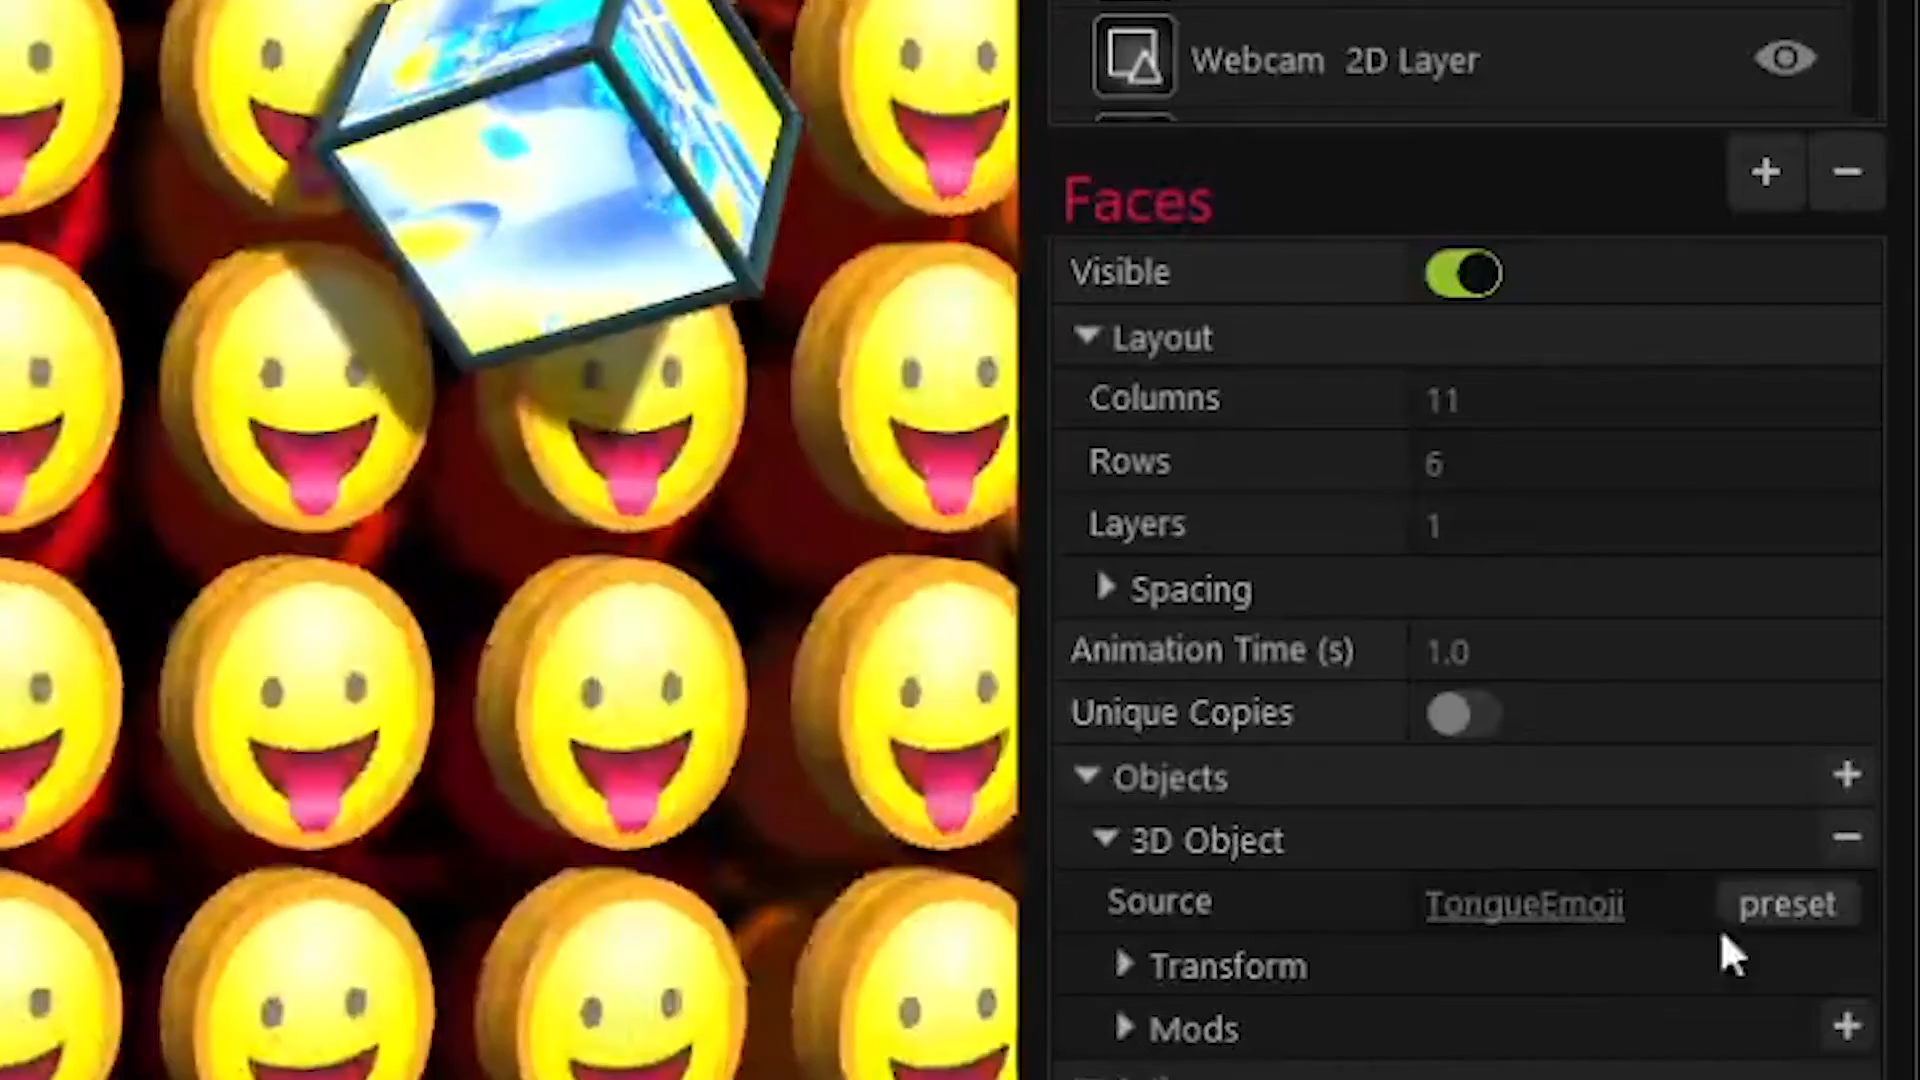 Webcam 2D Layer
+ −
Faces
Visible
Layout
Columns 11
Rows 6
Layers 1
Spacing
Animation Time (s) 1.0
Unique Copies
Objects +
3D Object −
Source TongueEmoji preset
Transform
Mods +